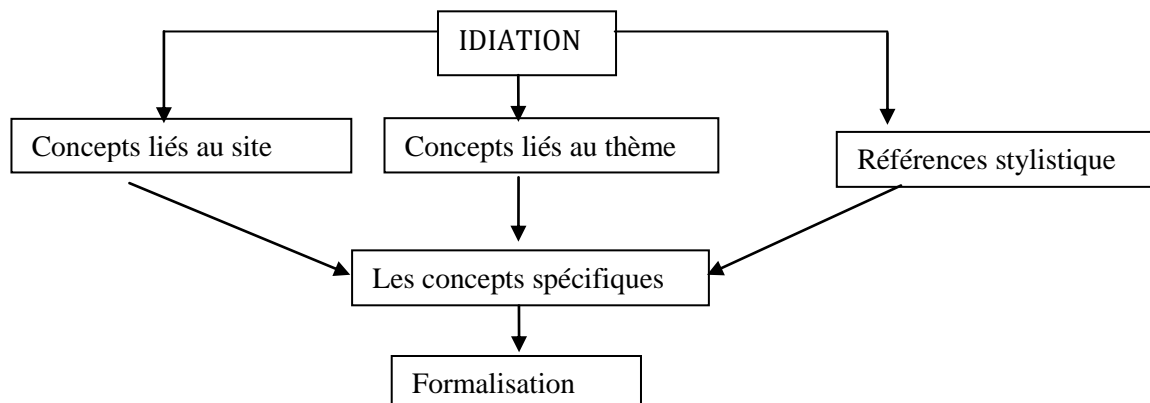 IDIATION
Concepts liés au site
Concepts liés au thème
Références stylistique
Les concepts spécifiques
Formalisation